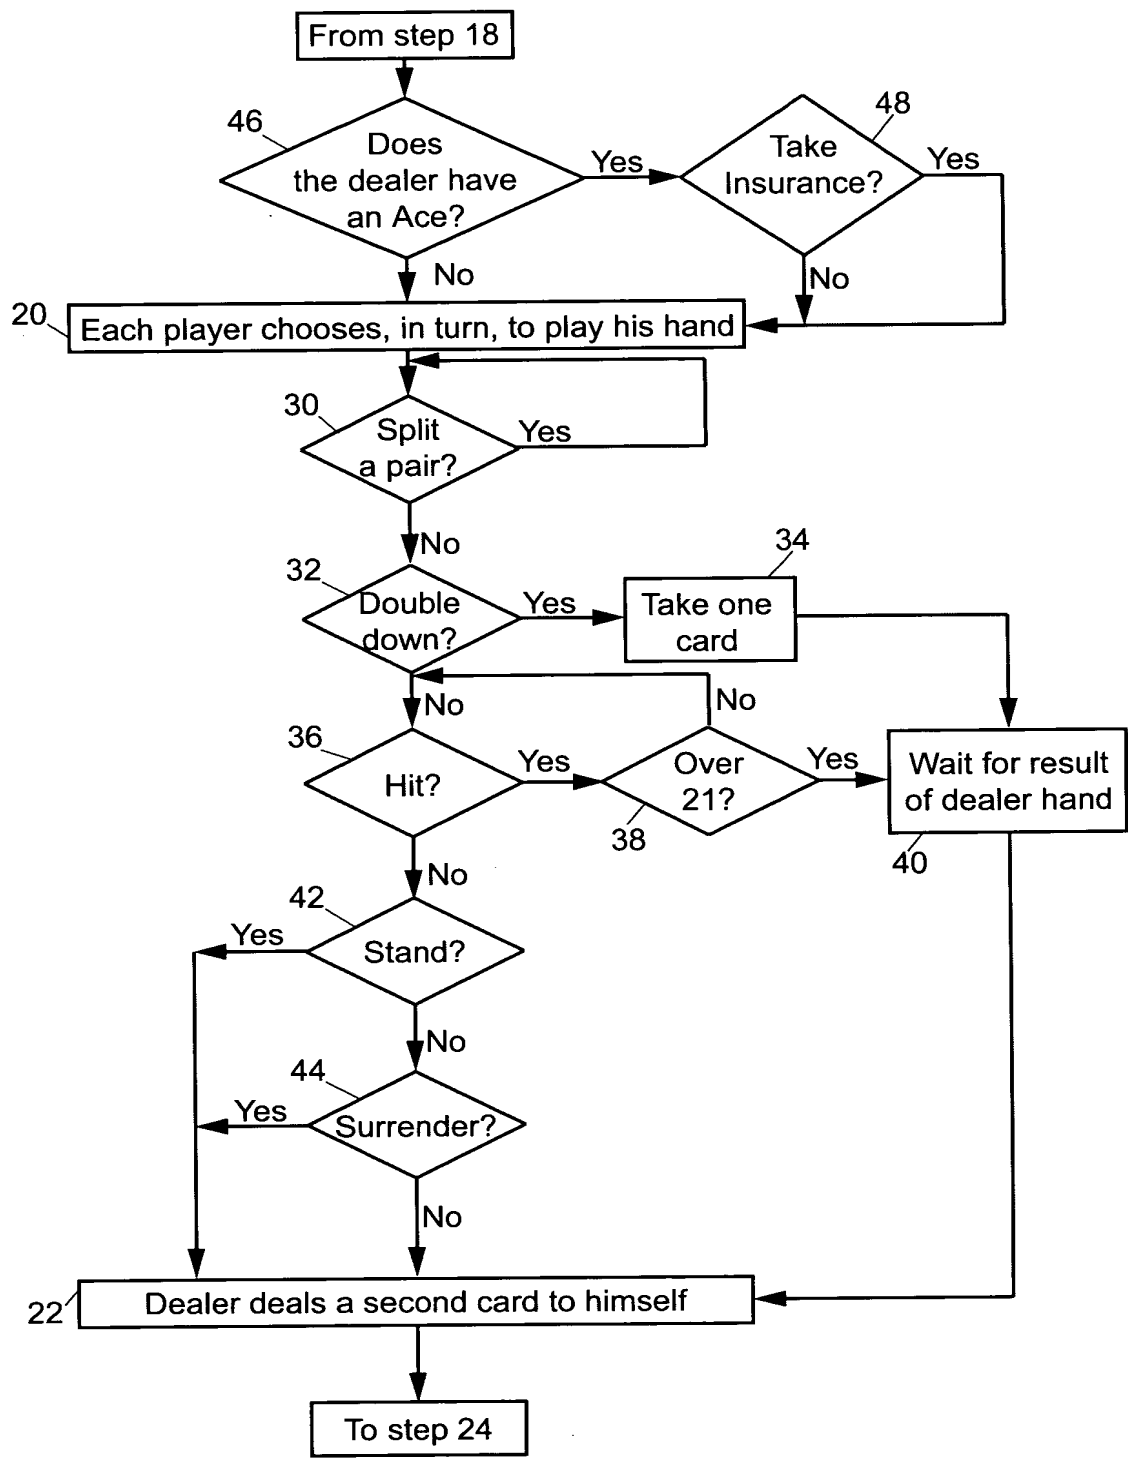 From step 18
46
Does
the dealer have
an Ace?
Yes
48
Take
Insurance?
Yes
No
No
20
Each player chooses, in turn, to play his hand
30
Split
a pair?
Yes
No
32
Double
down?
Yes
34
Take one
card
No
No
36
Hit?
Yes
Over
21?
38
Yes
Wait for result
of dealer hand
40
No
42
Stand?
Yes
No
44
Surrender?
Yes
No
22
Dealer deals a second card to himself
To step 24